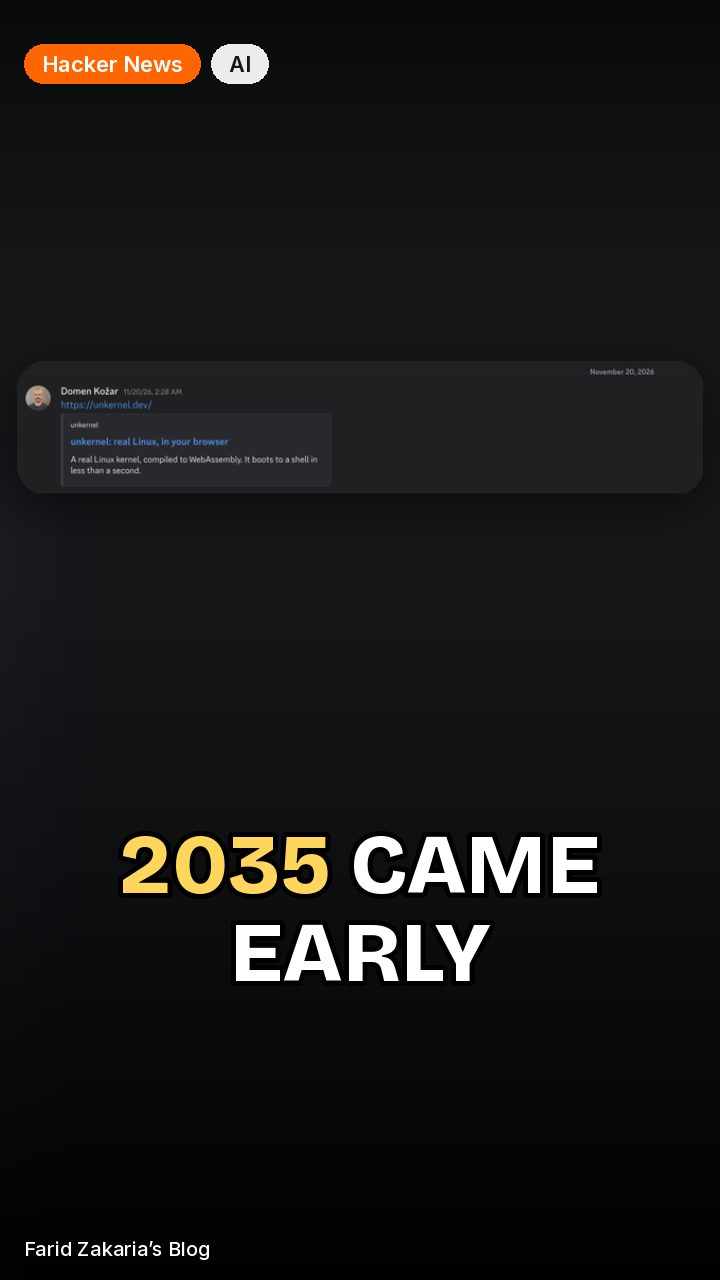 Hacker News AI
November 20, 2026
Domen Kožar 11/20/26, 2:28 AM
https://unkernel.dev/
unkernel
unkernel: real Linux, in your browser
A real Linux kernel, compiled to WebAssembly. It boots to a shell in
less than a second.
2035 CAME
EARLY
Farid Zakaria’s Blog